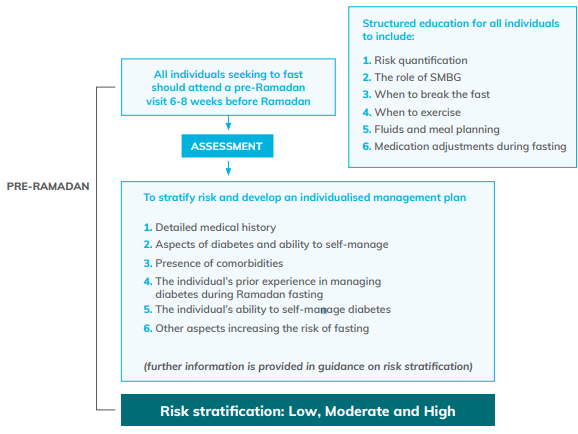 Structured education for all individuals
to include:
1. Risk quantification
2. The role of SMBG
3. When to break the fast
4. When to exercise
5. Fluids and meal planning
6. Medication adjustments during fasting
All individuals seeking to fast
should attend a pre-Ramadan
visit 6-8 weeks before Ramadan
ASSESSMENT
PRE-RAMADAN
To stratify risk and develop an individualised management plan
1. Detailed medical history
2. Aspects of diabetes and ability to self-manage
3. Presence of comorbidities
4. The individual's prior experience in managing
diabetes during Ramadan fasting
5. The individual's ability to self-manage diabetes
6. Other aspects increasing the risk of fasting
(further information is provided in guidance on risk stratification)
Risk stratification: Low, Moderate and High